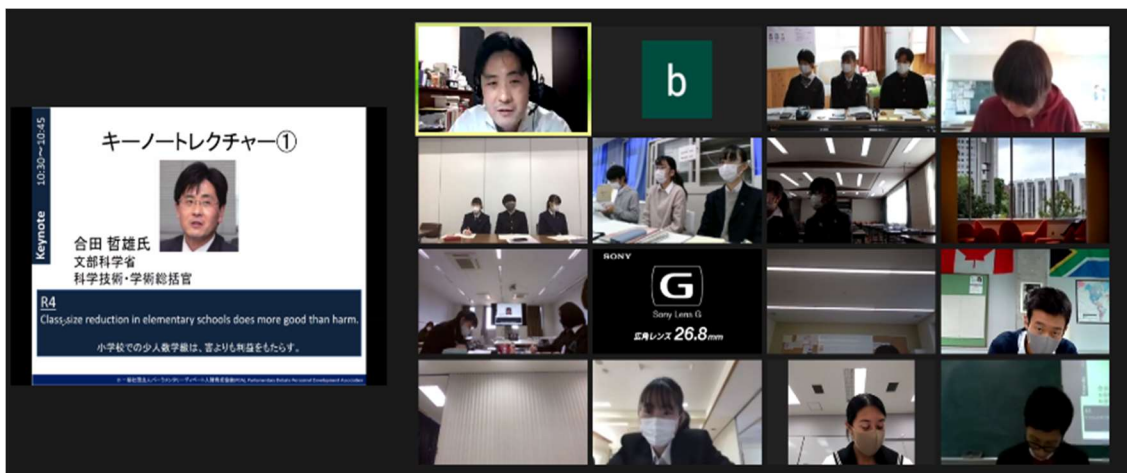 Keynote 10:30～10:45
キーノートレクチャー①
合田 哲雄氏
文部科学省
科学技術・学術総括官
R4
Class-size reduction in elementary schools does more good than harm.
小学校での少人数学級は、害よりも利益をもたらす。
b
SONY
G
Sony Lens G
広角レンズ 26.8mm